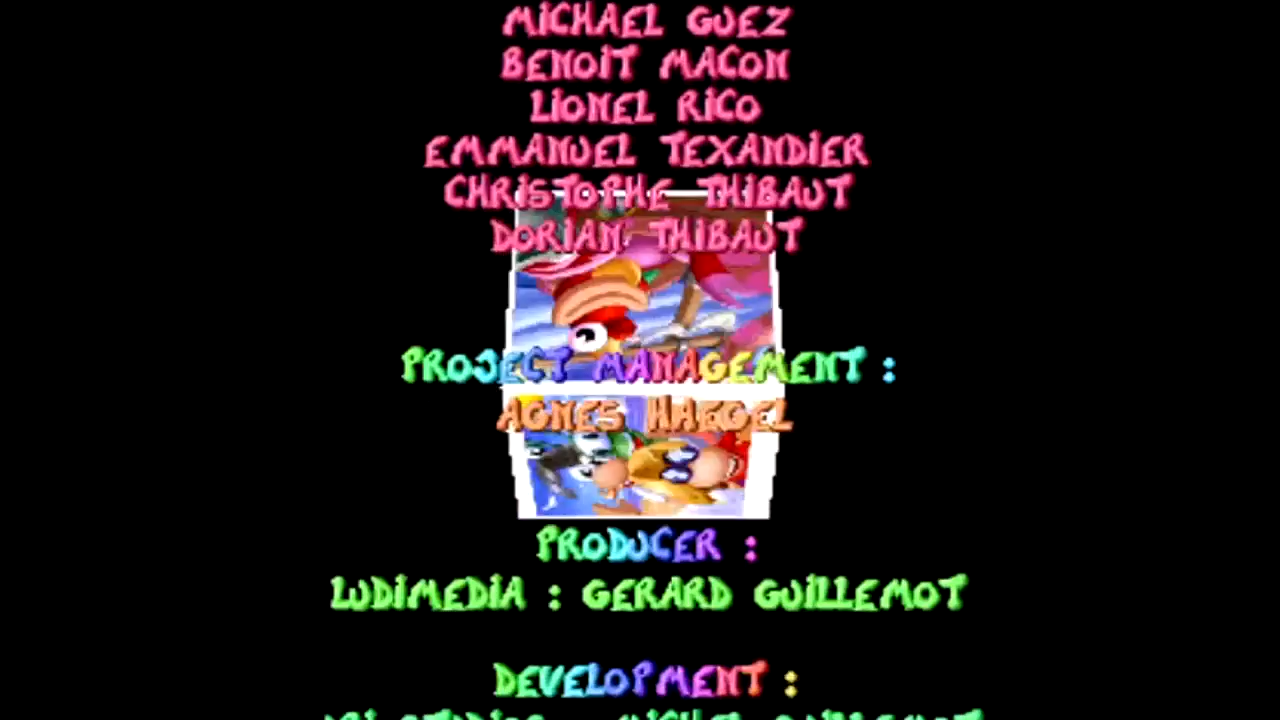 MICHAEL GUEZ
BENOIT MACON
LIONEL RICO
EMMANUEL TEXANDIER
CHRISTOPHE THIBAUT
DORIAN THIBAUT
PROJECT MANAGEMENT :
AGNES HAEGEL
PRODUCER :
LUDIMEDIA : GERARD GUILLEMOT
DEVELOPMENT :